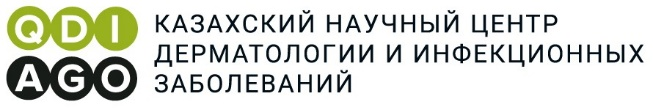 QDI
AGO
КАЗАХСКИЙ НАУЧНЫЙ ЦЕНТР
ДЕРМАТОЛОГИИ И ИНФЕКЦИОННЫХ
ЗАБОЛЕВАНИЙ